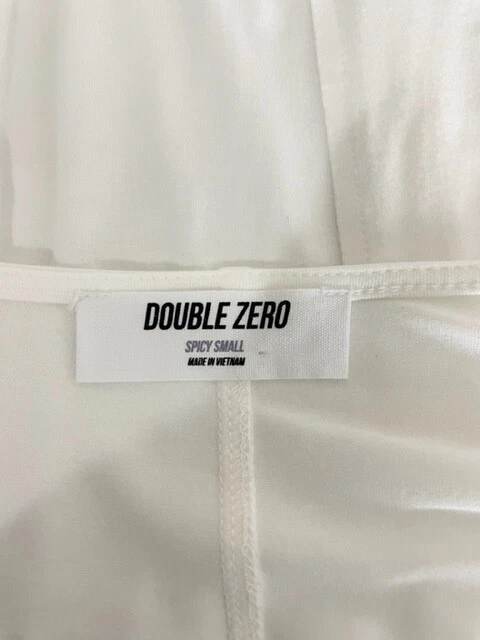 DOUBLE ZERO
SPICY SMALL
MADE IN VIETNAM